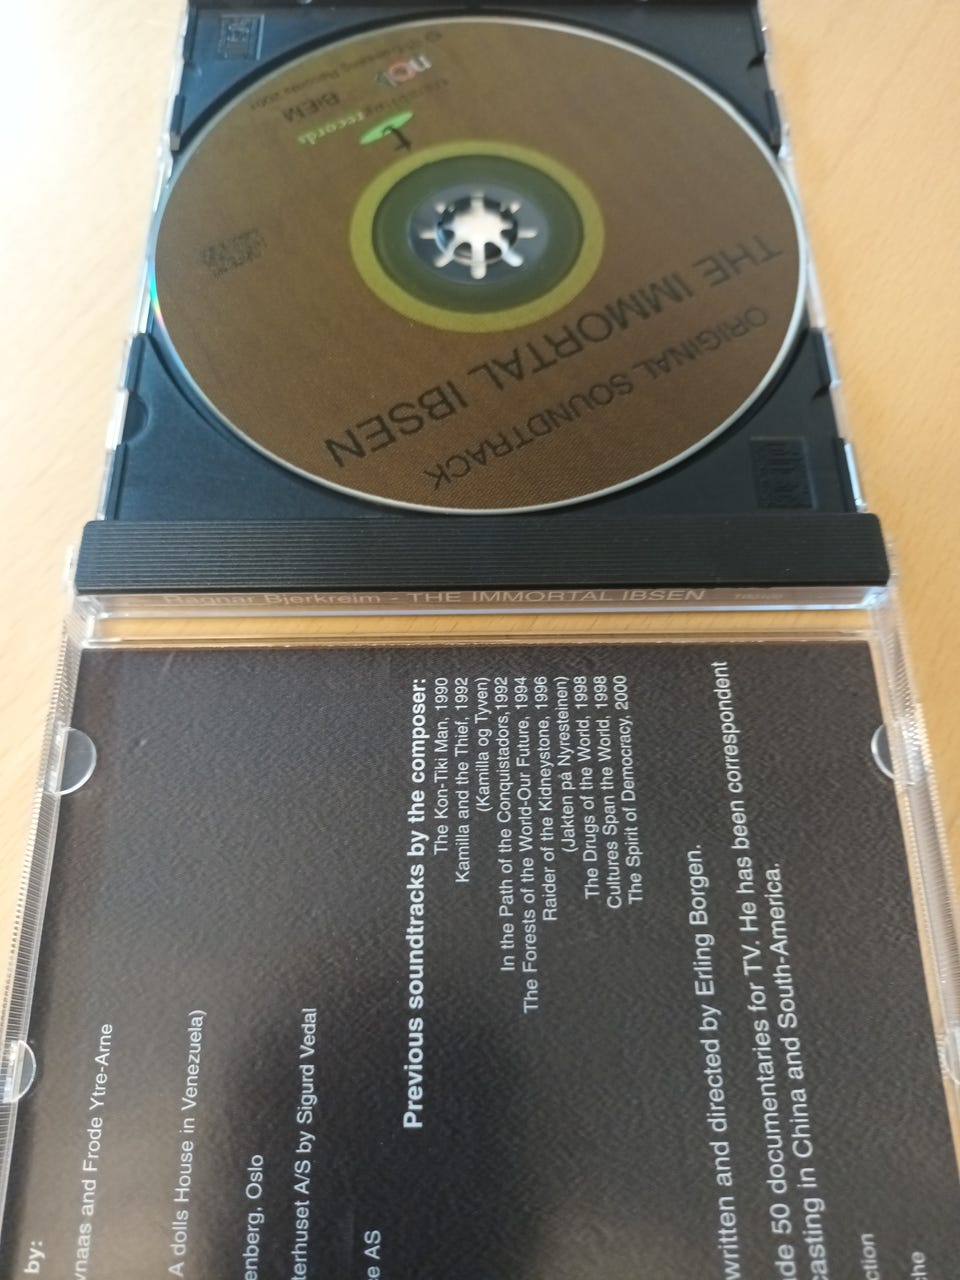 THE IMMORTAL IBSEN
ORIGINAL SOUNDTRACK
records
ncb
BIEM
Ragnar Bjerkreim - THE IMMORTAL IBSEN
by:
vnaas and Frode Ytre-Arne
A dolls House in Venezuela)
enberg, Oslo
terhuset A/S by Sigurd Vedal
ce AS
Previous soundtracks by the composer:
The Kon-Tiki Man, 1990
Kamilla and the Thief, 1992
(Kamilla og Tyven)
In the Path of the Conquistadors,1992
The Forests of the World-Our Future, 1994
Raider of the Kidneystone, 1996
(Jakten på Nyresteinen)
The Drugs of the World, 1998
Cultures Span the World, 1998
The Spirit of Democracy, 2000
written and directed by Erling Borgen.
de 50 documentaries for TV. He has been correspondent
casting in China and South-America.
ction
he